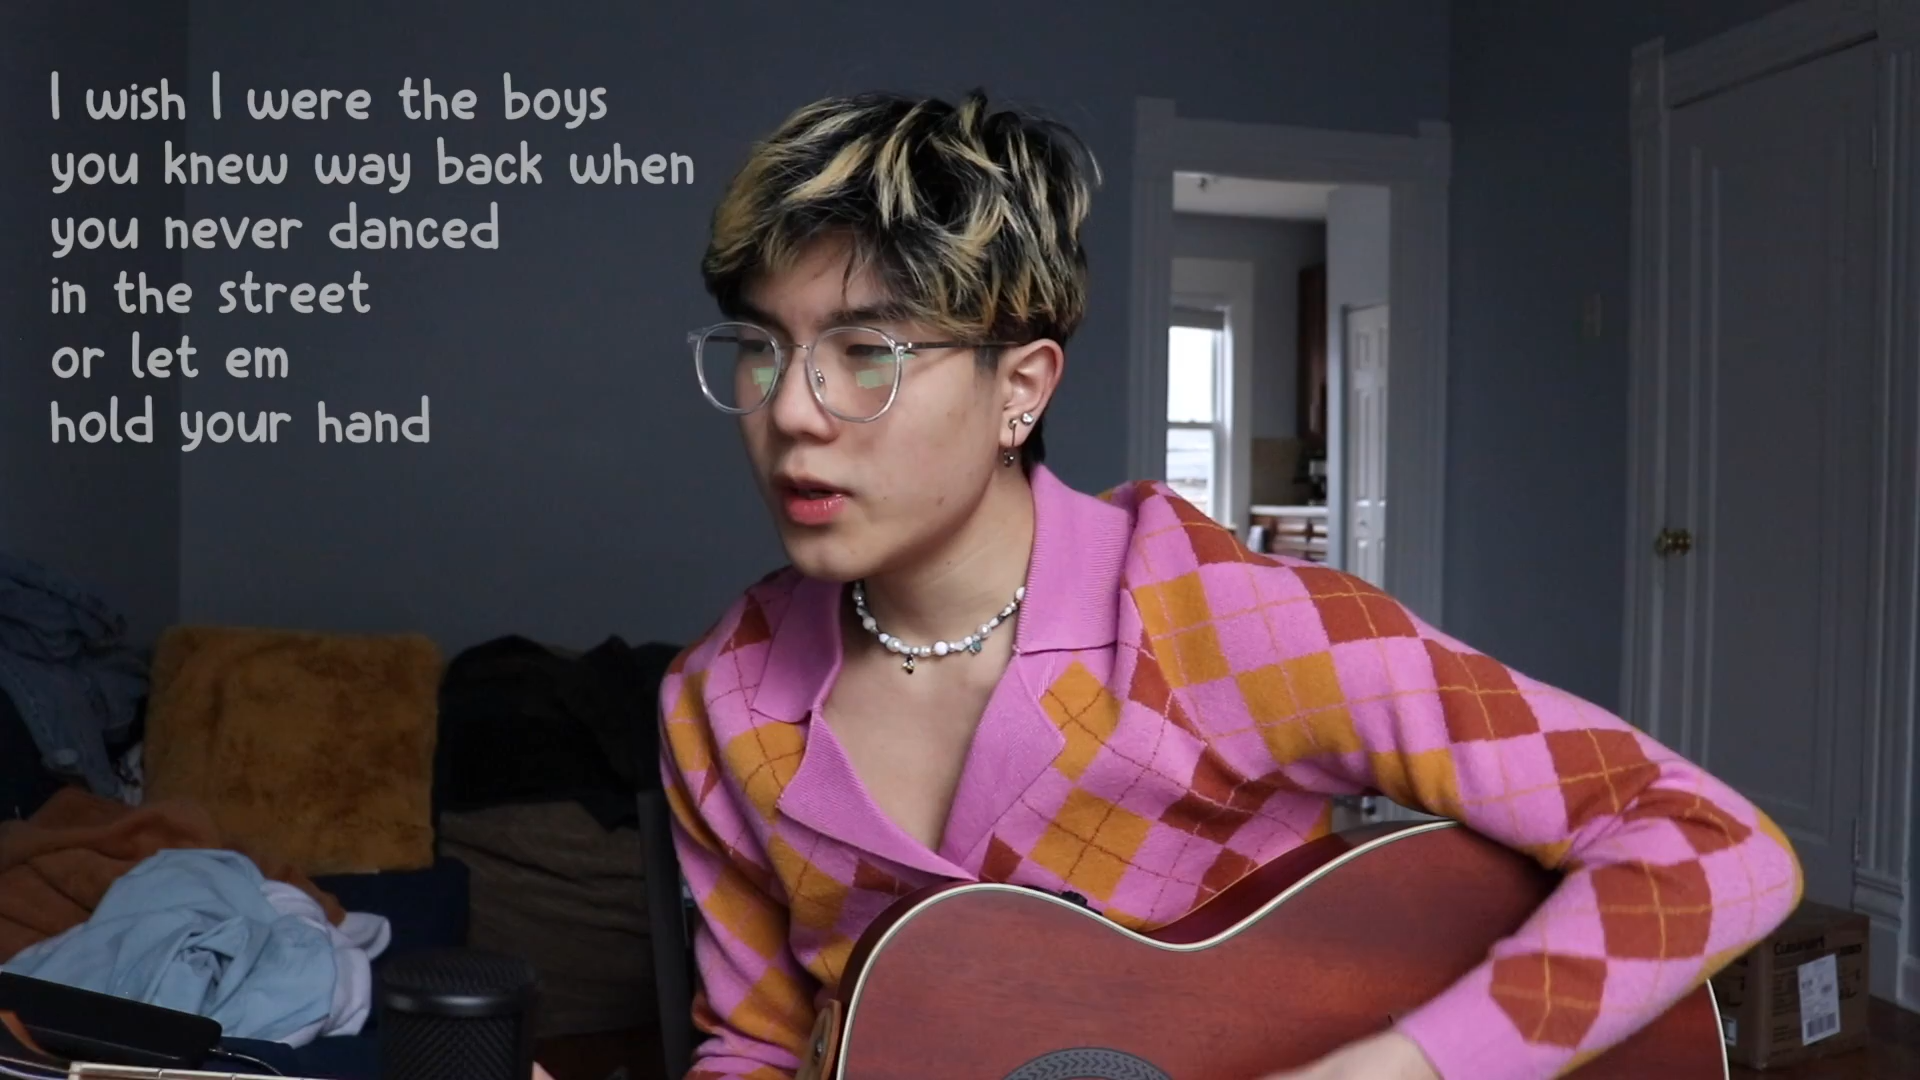 I wish I were the boys
you knew way back when
you never danced
in the street
or let em
hold your hand
Cuisinart